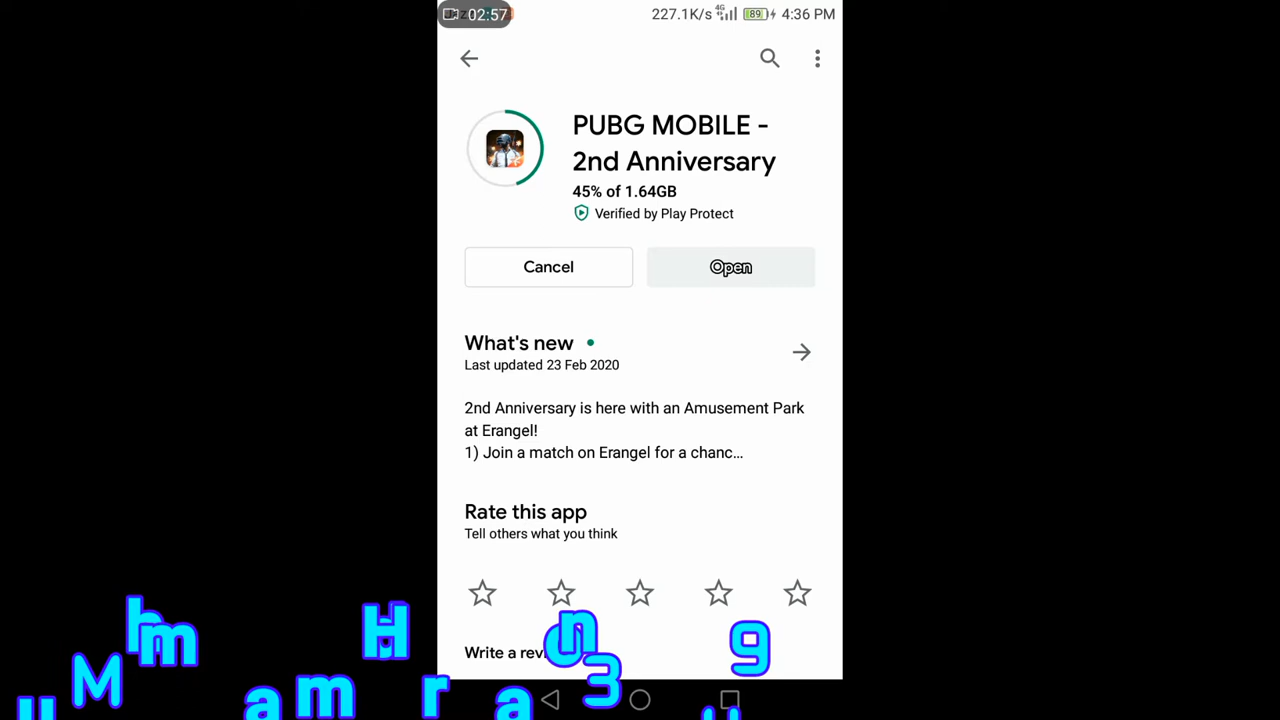 02:57
227.1K/s 4G 89 4:36 PM
PUBG MOBILE -
2nd Anniversary
45% of 1.64GB
Verified by Play Protect
Cancel
Open
What's new
Last updated 23 Feb 2020
2nd Anniversary is here with an Amusement Park
at Erangel!
1) Join a match on Erangel for a chanc...
Rate this app
Tell others what you think
Write a